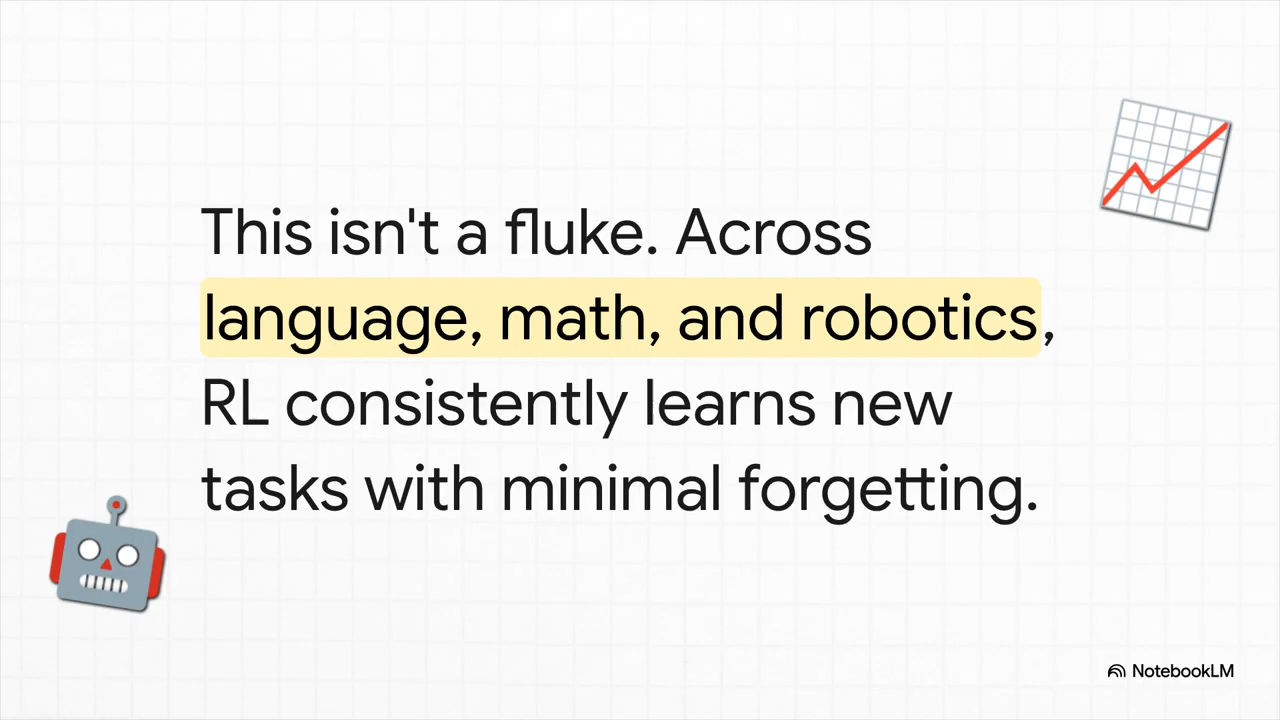 This isn't a fluke. Across
language, math, and robotics,
RL consistently learns new
tasks with minimal forgetting.
NotebookLM